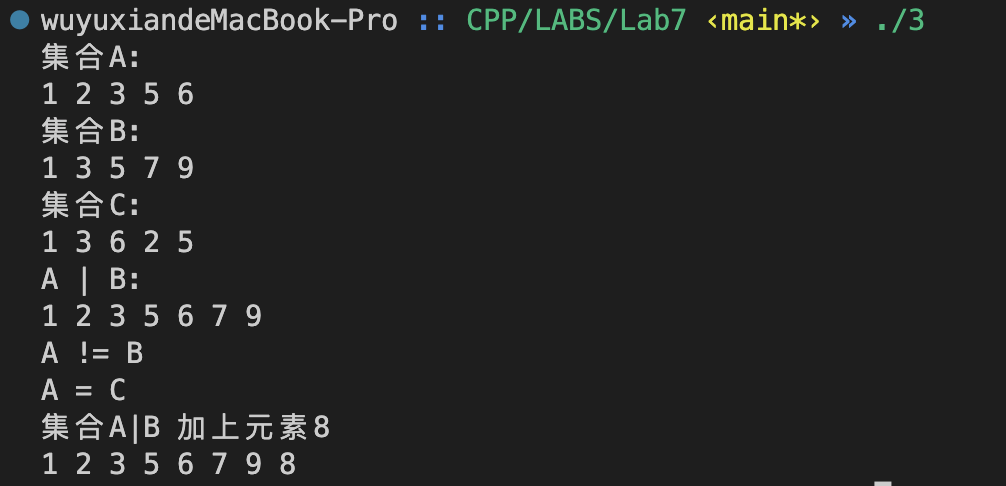 wuyuxiandeMacBook-Pro :: CPP/LABS/Lab7 ‹main*› » ./3
集合A:
1 2 3 5 6
集合B:
1 3 5 7 9
集合C:
1 3 6 2 5
A | B:
1 2 3 5 6 7 9
A != B
A = C
集合A|B 加上元素8
1 2 3 5 6 7 9 8